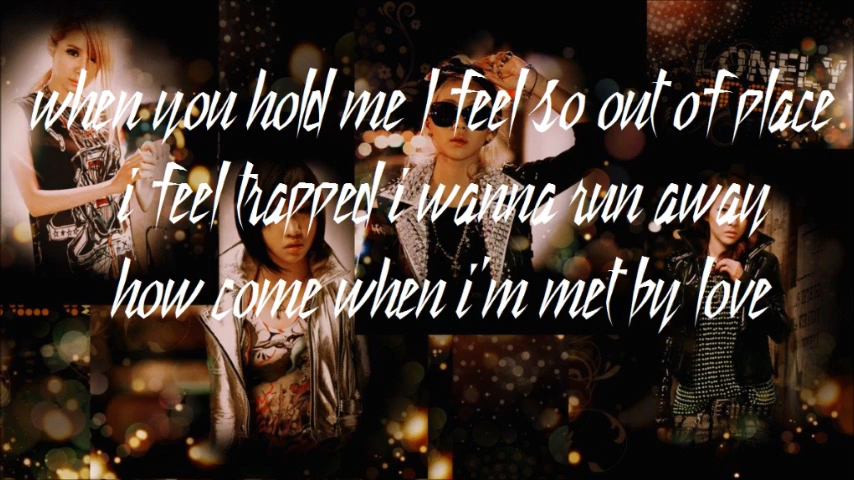 LONELY
when you hold me I feel so out of place
i feel trapped i wanna run away
how come when i'm met by love